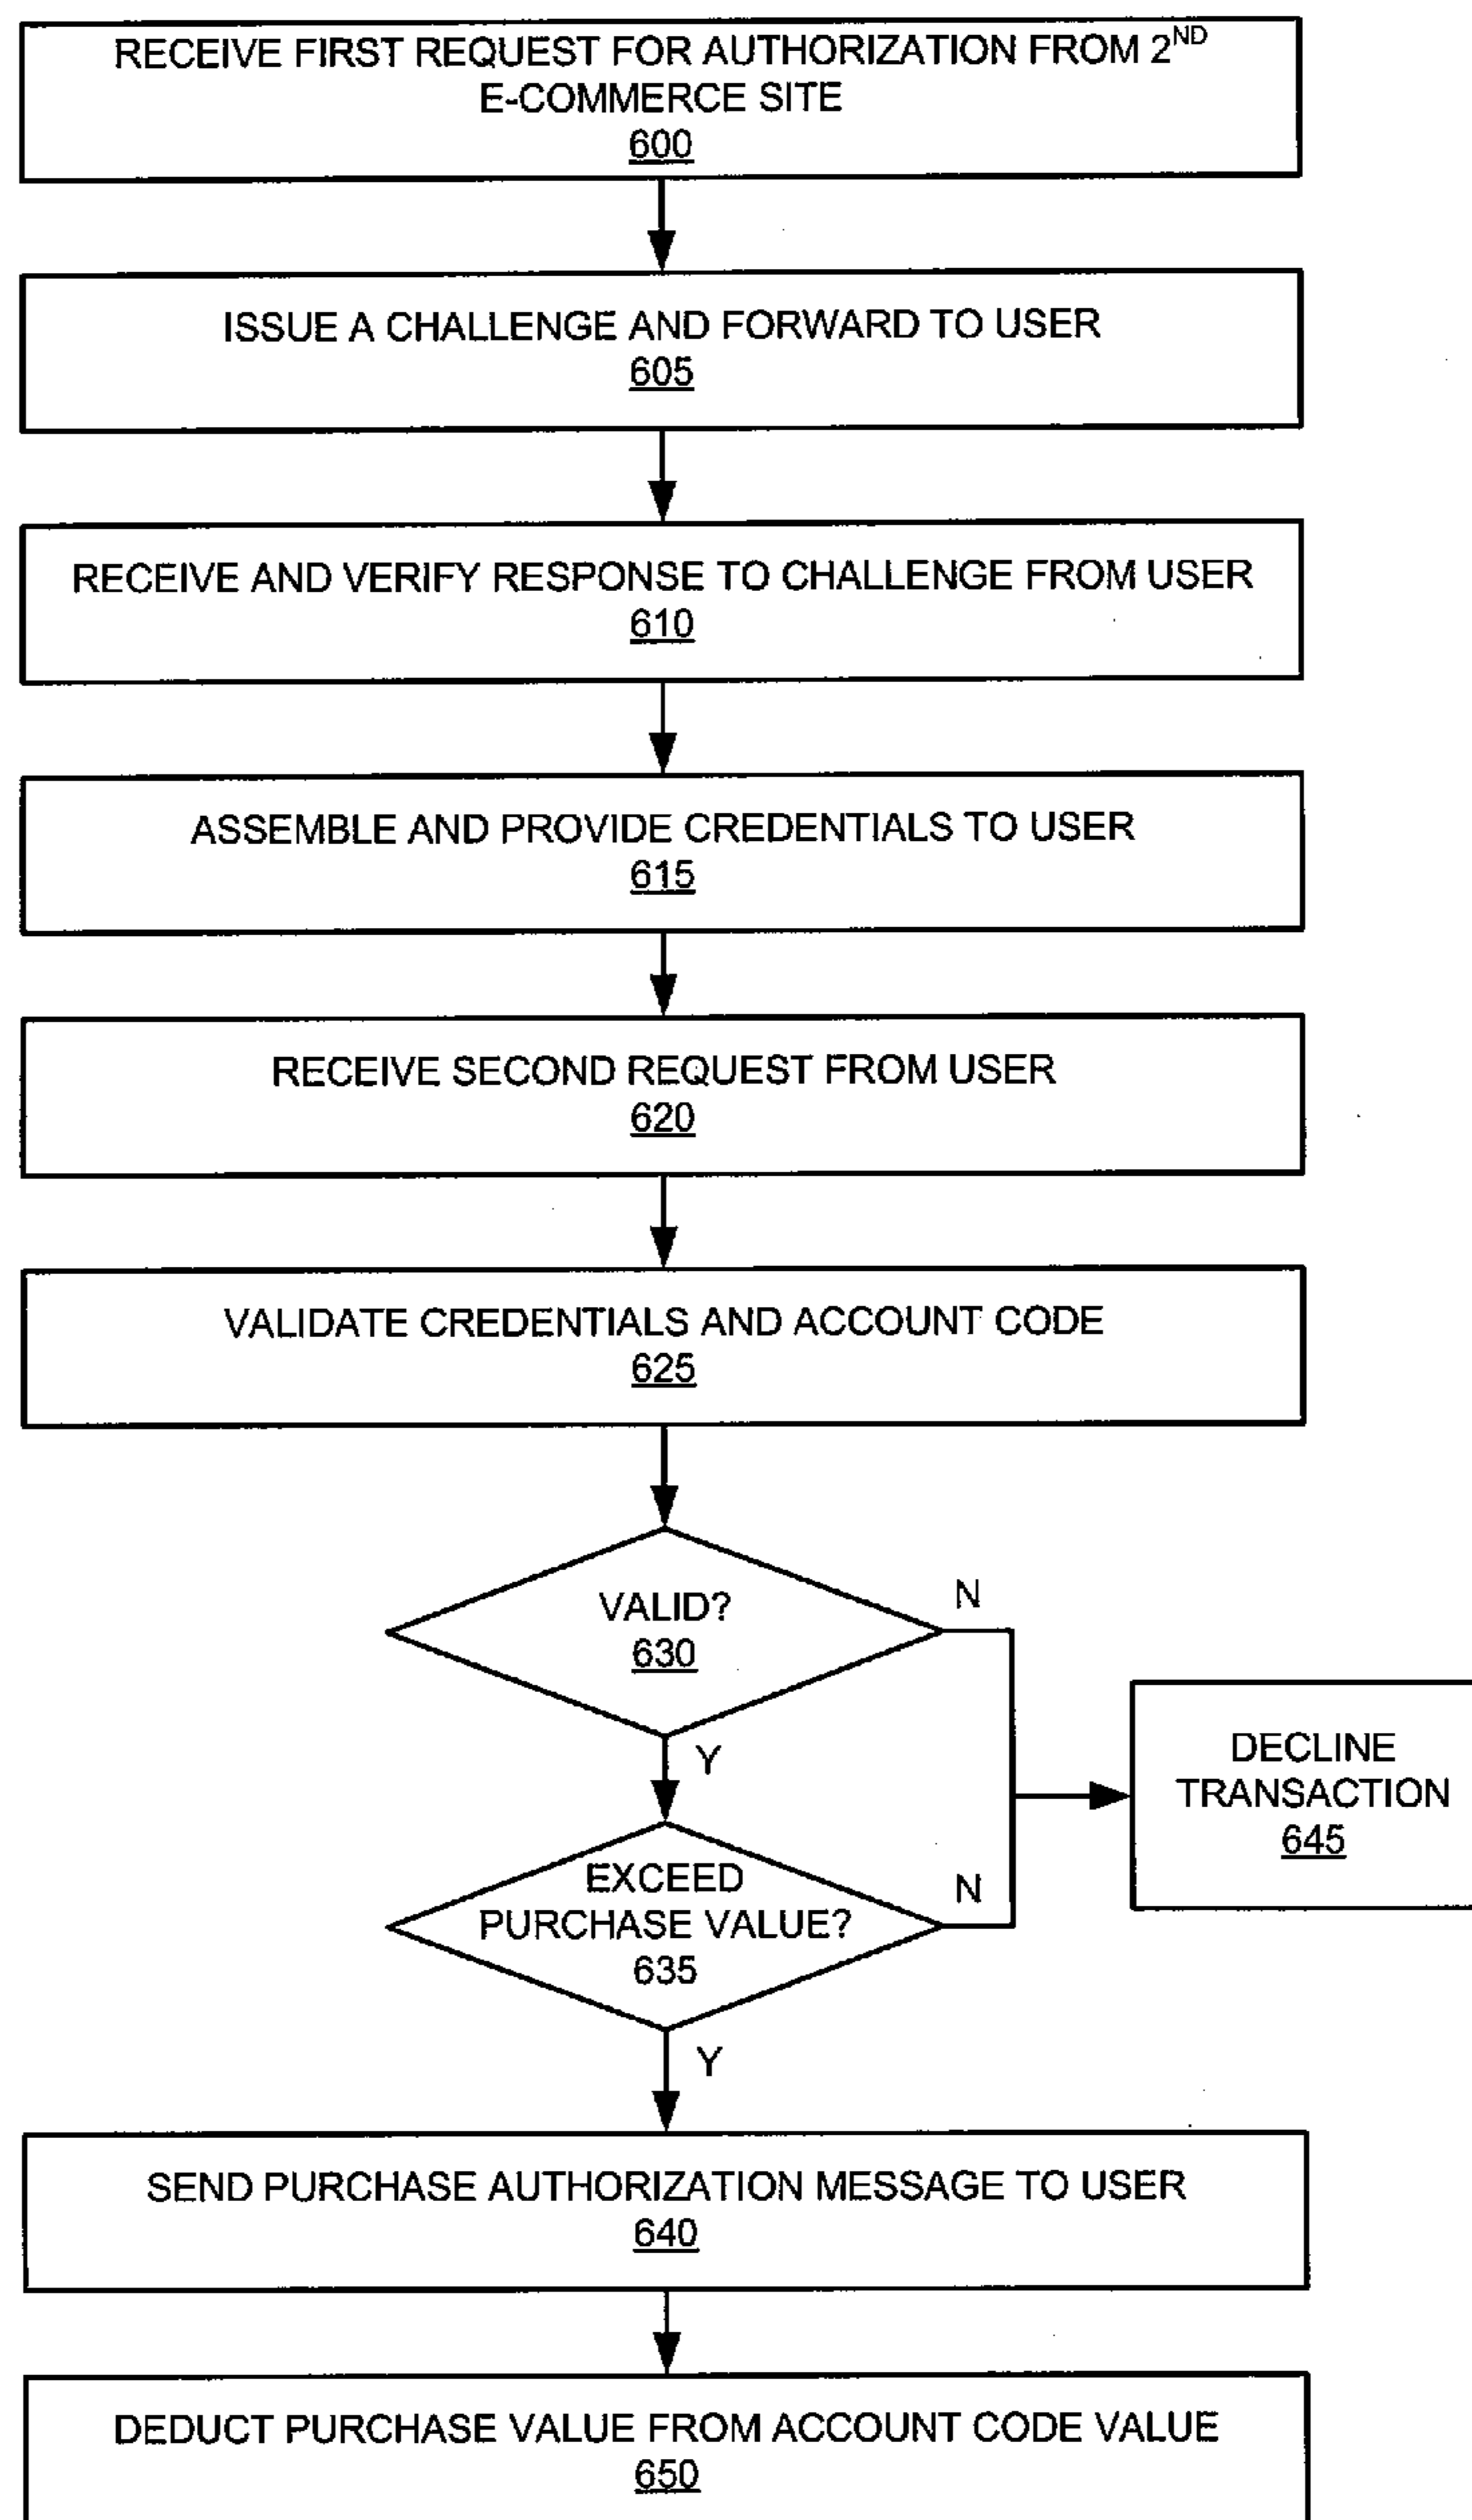 RECEIVE FIRST REQUEST FOR AUTHORIZATION FROM 2ND
E-COMMERCE SITE
600
ISSUE A CHALLENGE AND FORWARD TO USER
605
RECEIVE AND VERIFY RESPONSE TO CHALLENGE FROM USER
610
ASSEMBLE AND PROVIDE CREDENTIALS TO USER
615
RECEIVE SECOND REQUEST FROM USER
620
VALIDATE CREDENTIALS AND ACCOUNT CODE
625
VALID?
630
N
Y
DECLINE
TRANSACTION
645
EXCEED
PURCHASE VALUE?
635
N
Y
SEND PURCHASE AUTHORIZATION MESSAGE TO USER
640
DEDUCT PURCHASE VALUE FROM ACCOUNT CODE VALUE
650